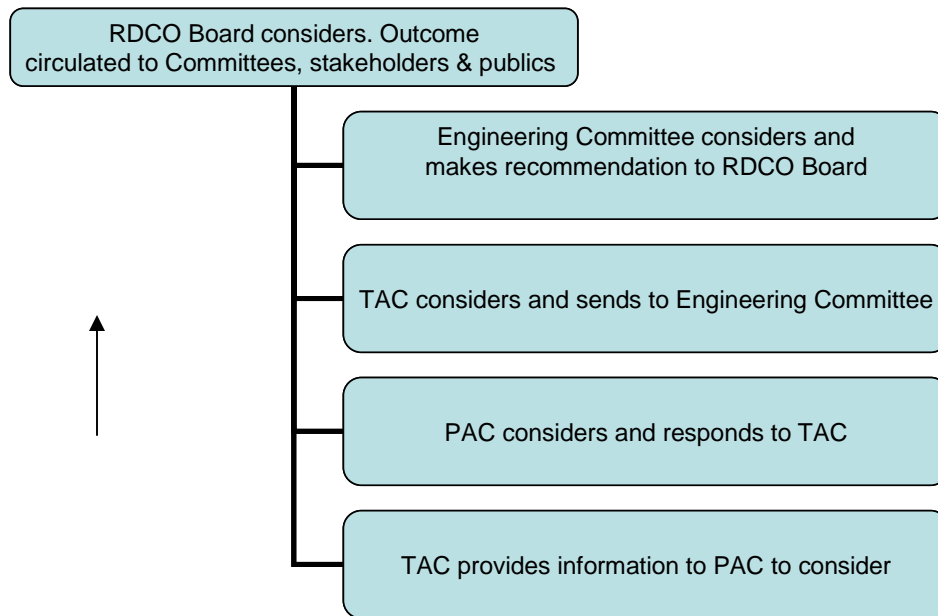 RDCO Board considers. Outcome
circulated to Committees, stakeholders & publics
Engineering Committee considers and
makes recommendation to RDCO Board
TAC considers and sends to Engineering Committee
PAC considers and responds to TAC
TAC provides information to PAC to consider